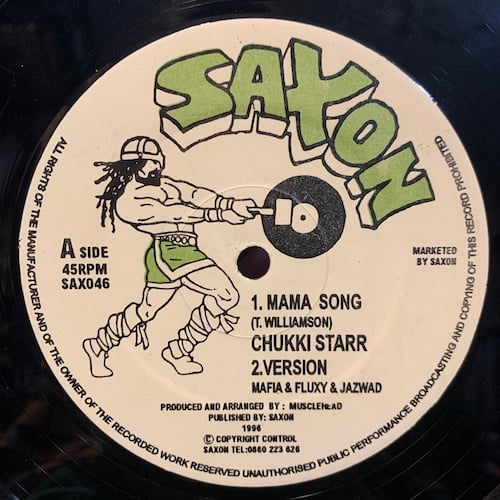 SAXON
A SIDE
45RPM
SAX046
MARKETED
BY SAXON
1. MAMA SONG
(T. WILLIAMSON)
CHUKKI STARR
2.VERSION
MAFIA & FLUXY & JAZWAD
PRODUCED AND ARRANGED BY : MUSCLEHEAD
PUBLISHED BY: SAXON
1996
© COPYRIGHT CONTROL
SAXON TEL:0860 223 626
ALL RIGHTS OF THE MANUFACTURER AND OF THE OWNER OF THE RECORDED WORK RESERVED UNAUTHORISED PUBLIC PERFORMANCE BROADCASTING AND COPYING OF THIS RECORD PROHIBITED